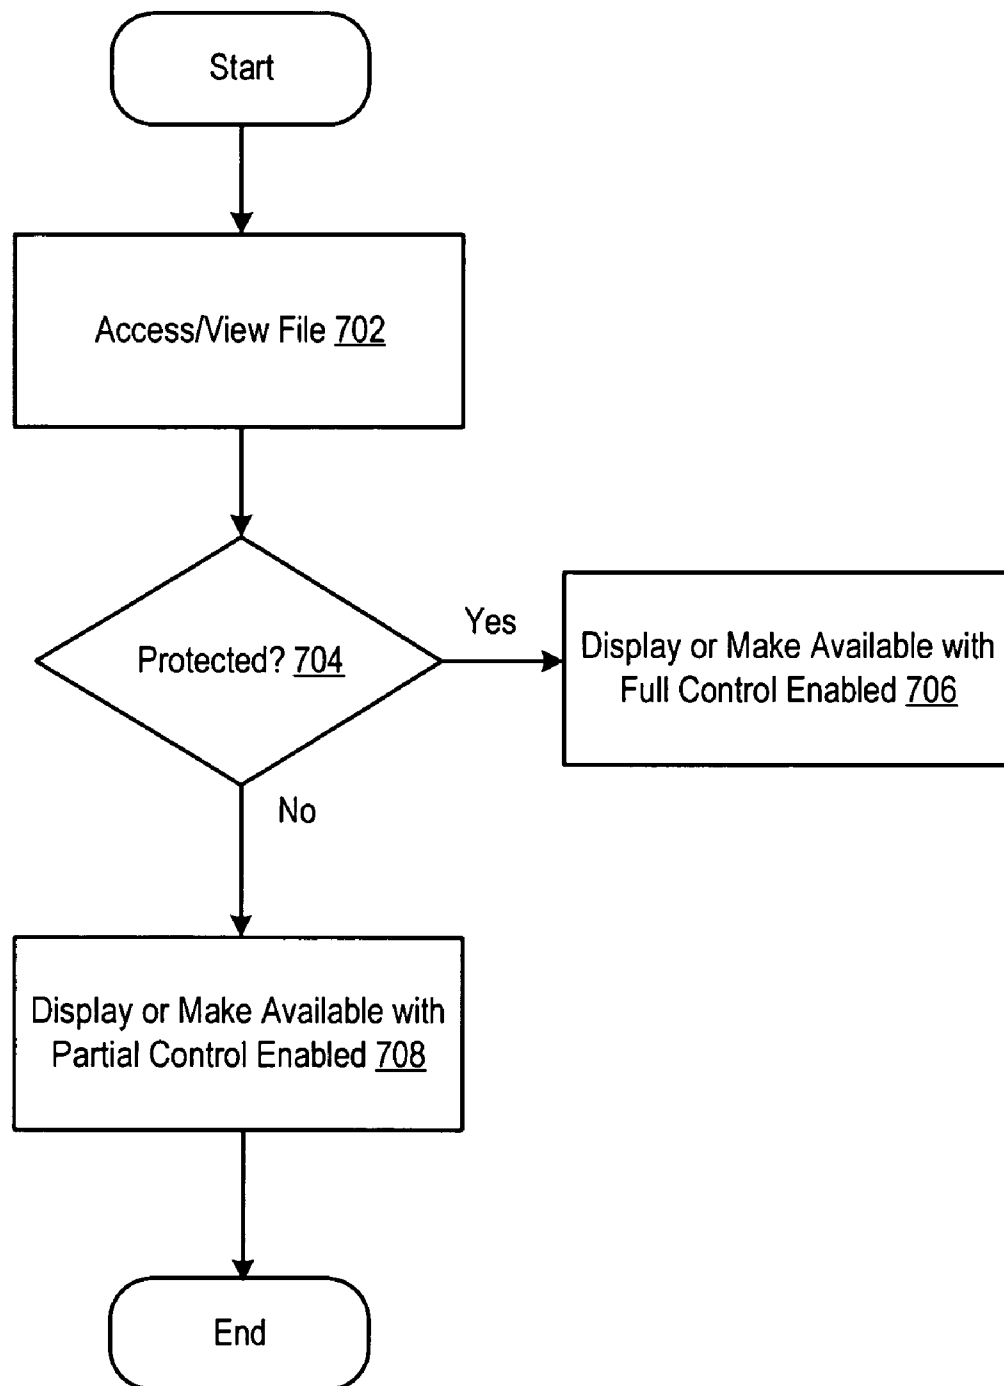 Start
Access/View File 702
Protected? 704
Yes
Display or Make Available with
Full Control Enabled 706
No
Display or Make Available with
Partial Control Enabled 708
End